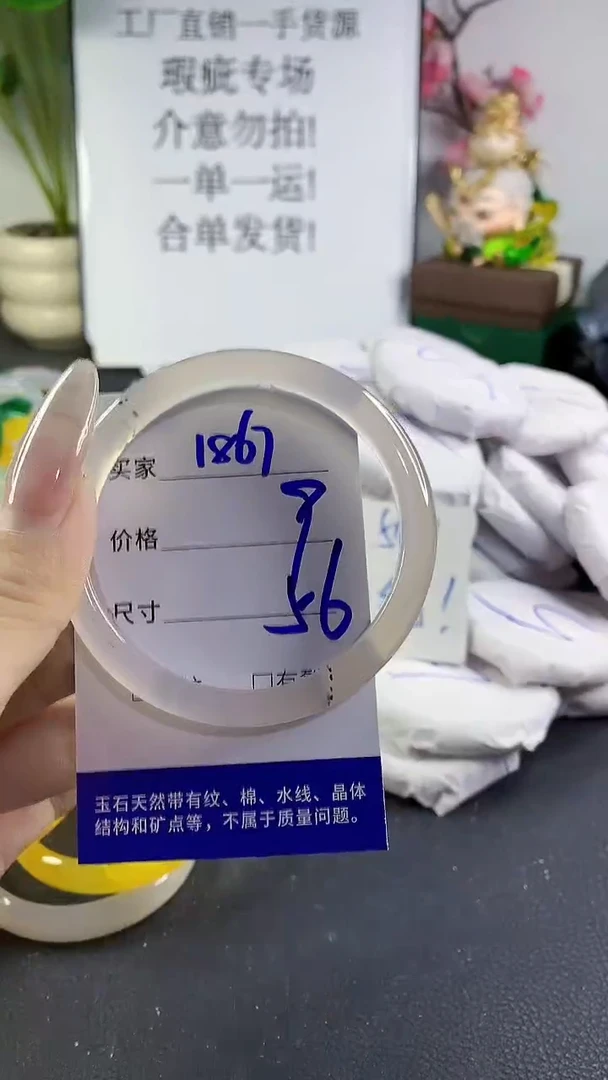 工厂直销一手货源
瑕疵专场
介意勿拍!
一单一运!
合单发货!
买家 1867
价格 9
尺寸 56
玉石天然带有纹、棉、水线、晶体
结构和矿点等，不属于质量问题。